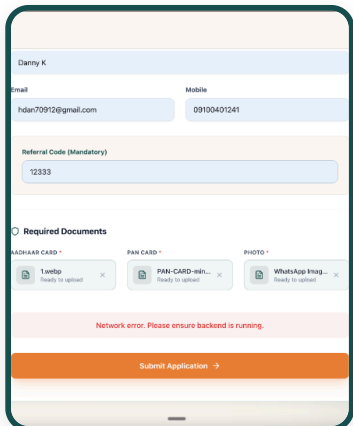 Danny K
Email Mobile
hdan70912@gmail.com 09100401241
Referral Code (Mandatory)
12333
Required Documents
AADHAAR CARD * PAN CARD * PHOTO *
1.webp PAN-CARD-min... WhatsApp Imag...
Ready to upload Ready to upload Ready to upload
Network error. Please ensure backend is running.
Submit Application →